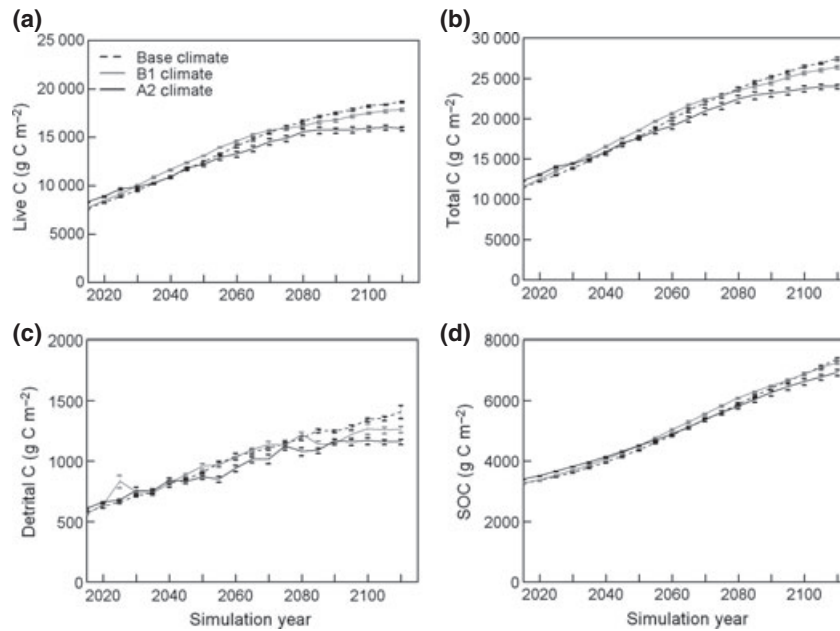 (a)
25 000
20 000
15 000
10 000
5000
0
Live C (g C m⁻²)
Base climate
B1 climate
A2 climate
2020 2040 2060 2080 2100
(b)
30 000
25 000
20 000
15 000
10 000
5000
0
Total C (g C m⁻²)
2020 2040 2060 2080 2100
(c)
2000
1500
1000
500
0
Detrital C (g C m⁻²)
2020 2040 2060 2080 2100
Simulation year
(d)
8000
6000
4000
2000
0
SOC (g C m⁻²)
2020 2040 2060 2080 2100
Simulation year